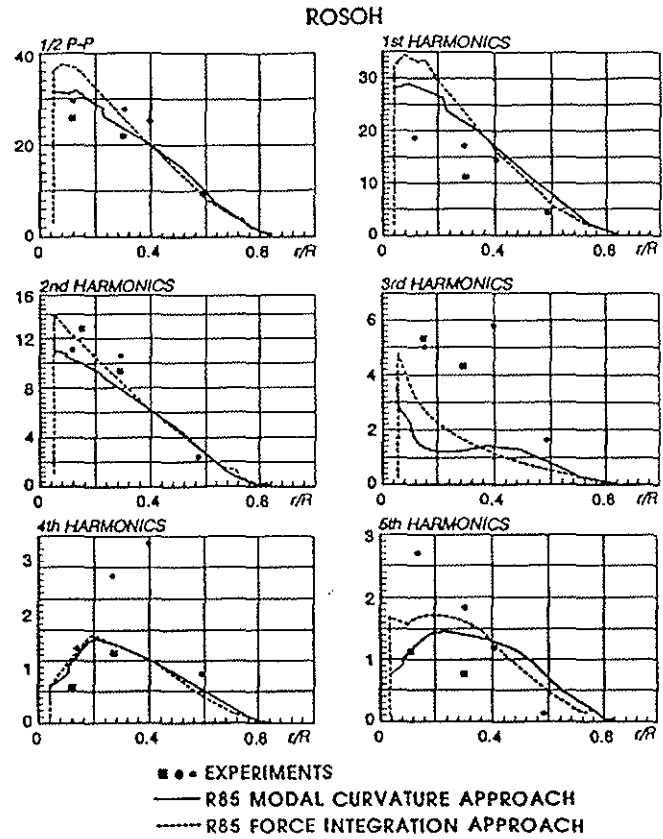 ROSOH
1/2 P-P
40
20
0
0 0.4 0.8
r/R
1st HARMONICS
30
20
10
0
0 0.4 0.8
r/R
2nd HARMONICS
16
12
8
4
0
0 0.4 0.8
r/R
3rd HARMONICS
6
4
2
0
0 0.4 0.8
r/R
4th HARMONICS
3
2
1
0
0 0.4 0.8
r/R
5th HARMONICS
3
2
1
0
0 0.4 0.8
r/R
EXPERIMENTS
R85 MODAL CURVATURE APPROACH
R85 FORCE INTEGRATION APPROACH